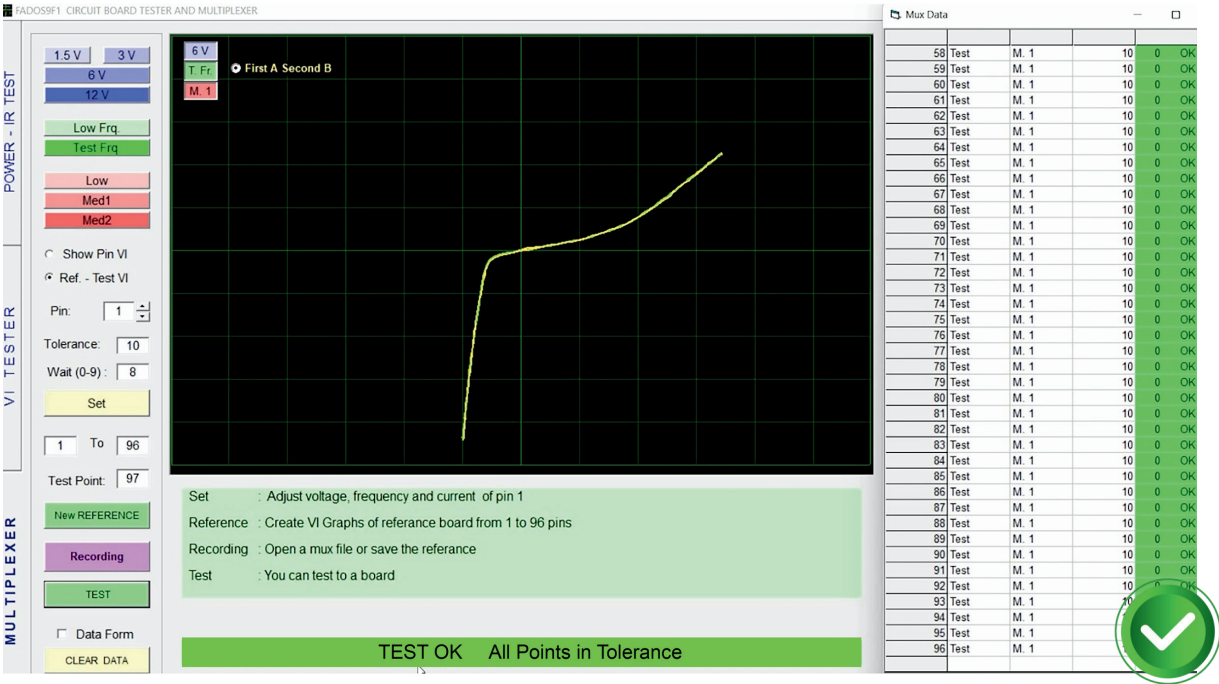 FADOS9F1 CIRCUIT BOARD TESTER AND MULTIPLEXER
POWER - IR TEST
VI TESTER
MULTIPLEXER
1.5 V 3 V
6 V
12 V
Low Frq.
Test Frq
Low
Med1
Med2
Show Pin VI
Ref. - Test VI
Pin: 1
Tolerance: 10
Wait (0-9) : 8
Set
1 To 96
Test Point: 97
New REFERENCE
Recording
TEST
Data Form
CLEAR DATA
6 V
T. Fr.
M. 1
First A Second B
Set : Adjust voltage, frequency and current of pin 1
Reference : Create VI Graphs of referance board from 1 to 96 pins
Recording : Open a mux file or save the referance
Test : You can test to a board
TEST OK All Points in Tolerance
Mux Data
58 Test M. 1 10 0 OK
59 Test M. 1 10 0 OK
60 Test M. 1 10 0 OK
61 Test M. 1 10 0 OK
62 Test M. 1 10 0 OK
63 Test M. 1 10 0 OK
64 Test M. 1 10 0 OK
65 Test M. 1 10 0 OK
66 Test M. 1 10 0 OK
67 Test M. 1 10 0 OK
68 Test M. 1 10 0 OK
69 Test M. 1 10 0 OK
70 Test M. 1 10 0 OK
71 Test M. 1 10 0 OK
72 Test M. 1 10 0 OK
73 Test M. 1 10 0 OK
74 Test M. 1 10 0 OK
75 Test M. 1 10 0 OK
76 Test M. 1 10 0 OK
77 Test M. 1 10 0 OK
78 Test M. 1 10 0 OK
79 Test M. 1 10 0 OK
80 Test M. 1 10 0 OK
81 Test M. 1 10 0 OK
82 Test M. 1 10 0 OK
83 Test M. 1 10 0 OK
84 Test M. 1 10 0 OK
85 Test M. 1 10 0 OK
86 Test M. 1 10 0 OK
87 Test M. 1 10 0 OK
88 Test M. 1 10 0 OK
89 Test M. 1 10 0 OK
90 Test M. 1 10 0 OK
91 Test M. 1 10 0 OK
92 Test M. 1 10 0 OK
93 Test M. 1 10
94 Test M. 1
95 Test M. 1
96 Test M. 1